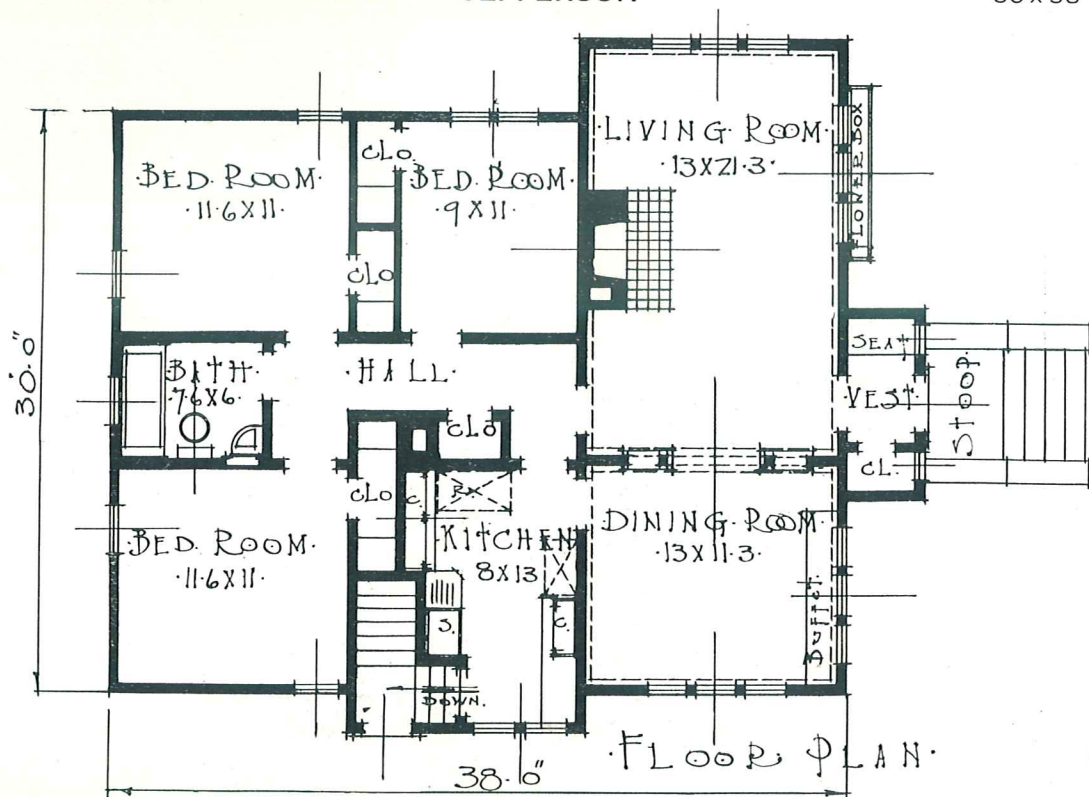 30x38
LIVING ROOM
13X21.3
FLOWER BOX
CLO.
BED ROOM
11.6X11
BED ROOM
9X11
CLO
30.0"
SEAT
BATH
7.6X6
HALL
VEST
STOOP
CLO
CL.
CLO
C.
R.
BED ROOM
11.6X11
KITCHEN
8X13
DINING ROOM
13X11.3
S.
C.
Buffet
DOWN.
FLOOR PLAN
38.0"